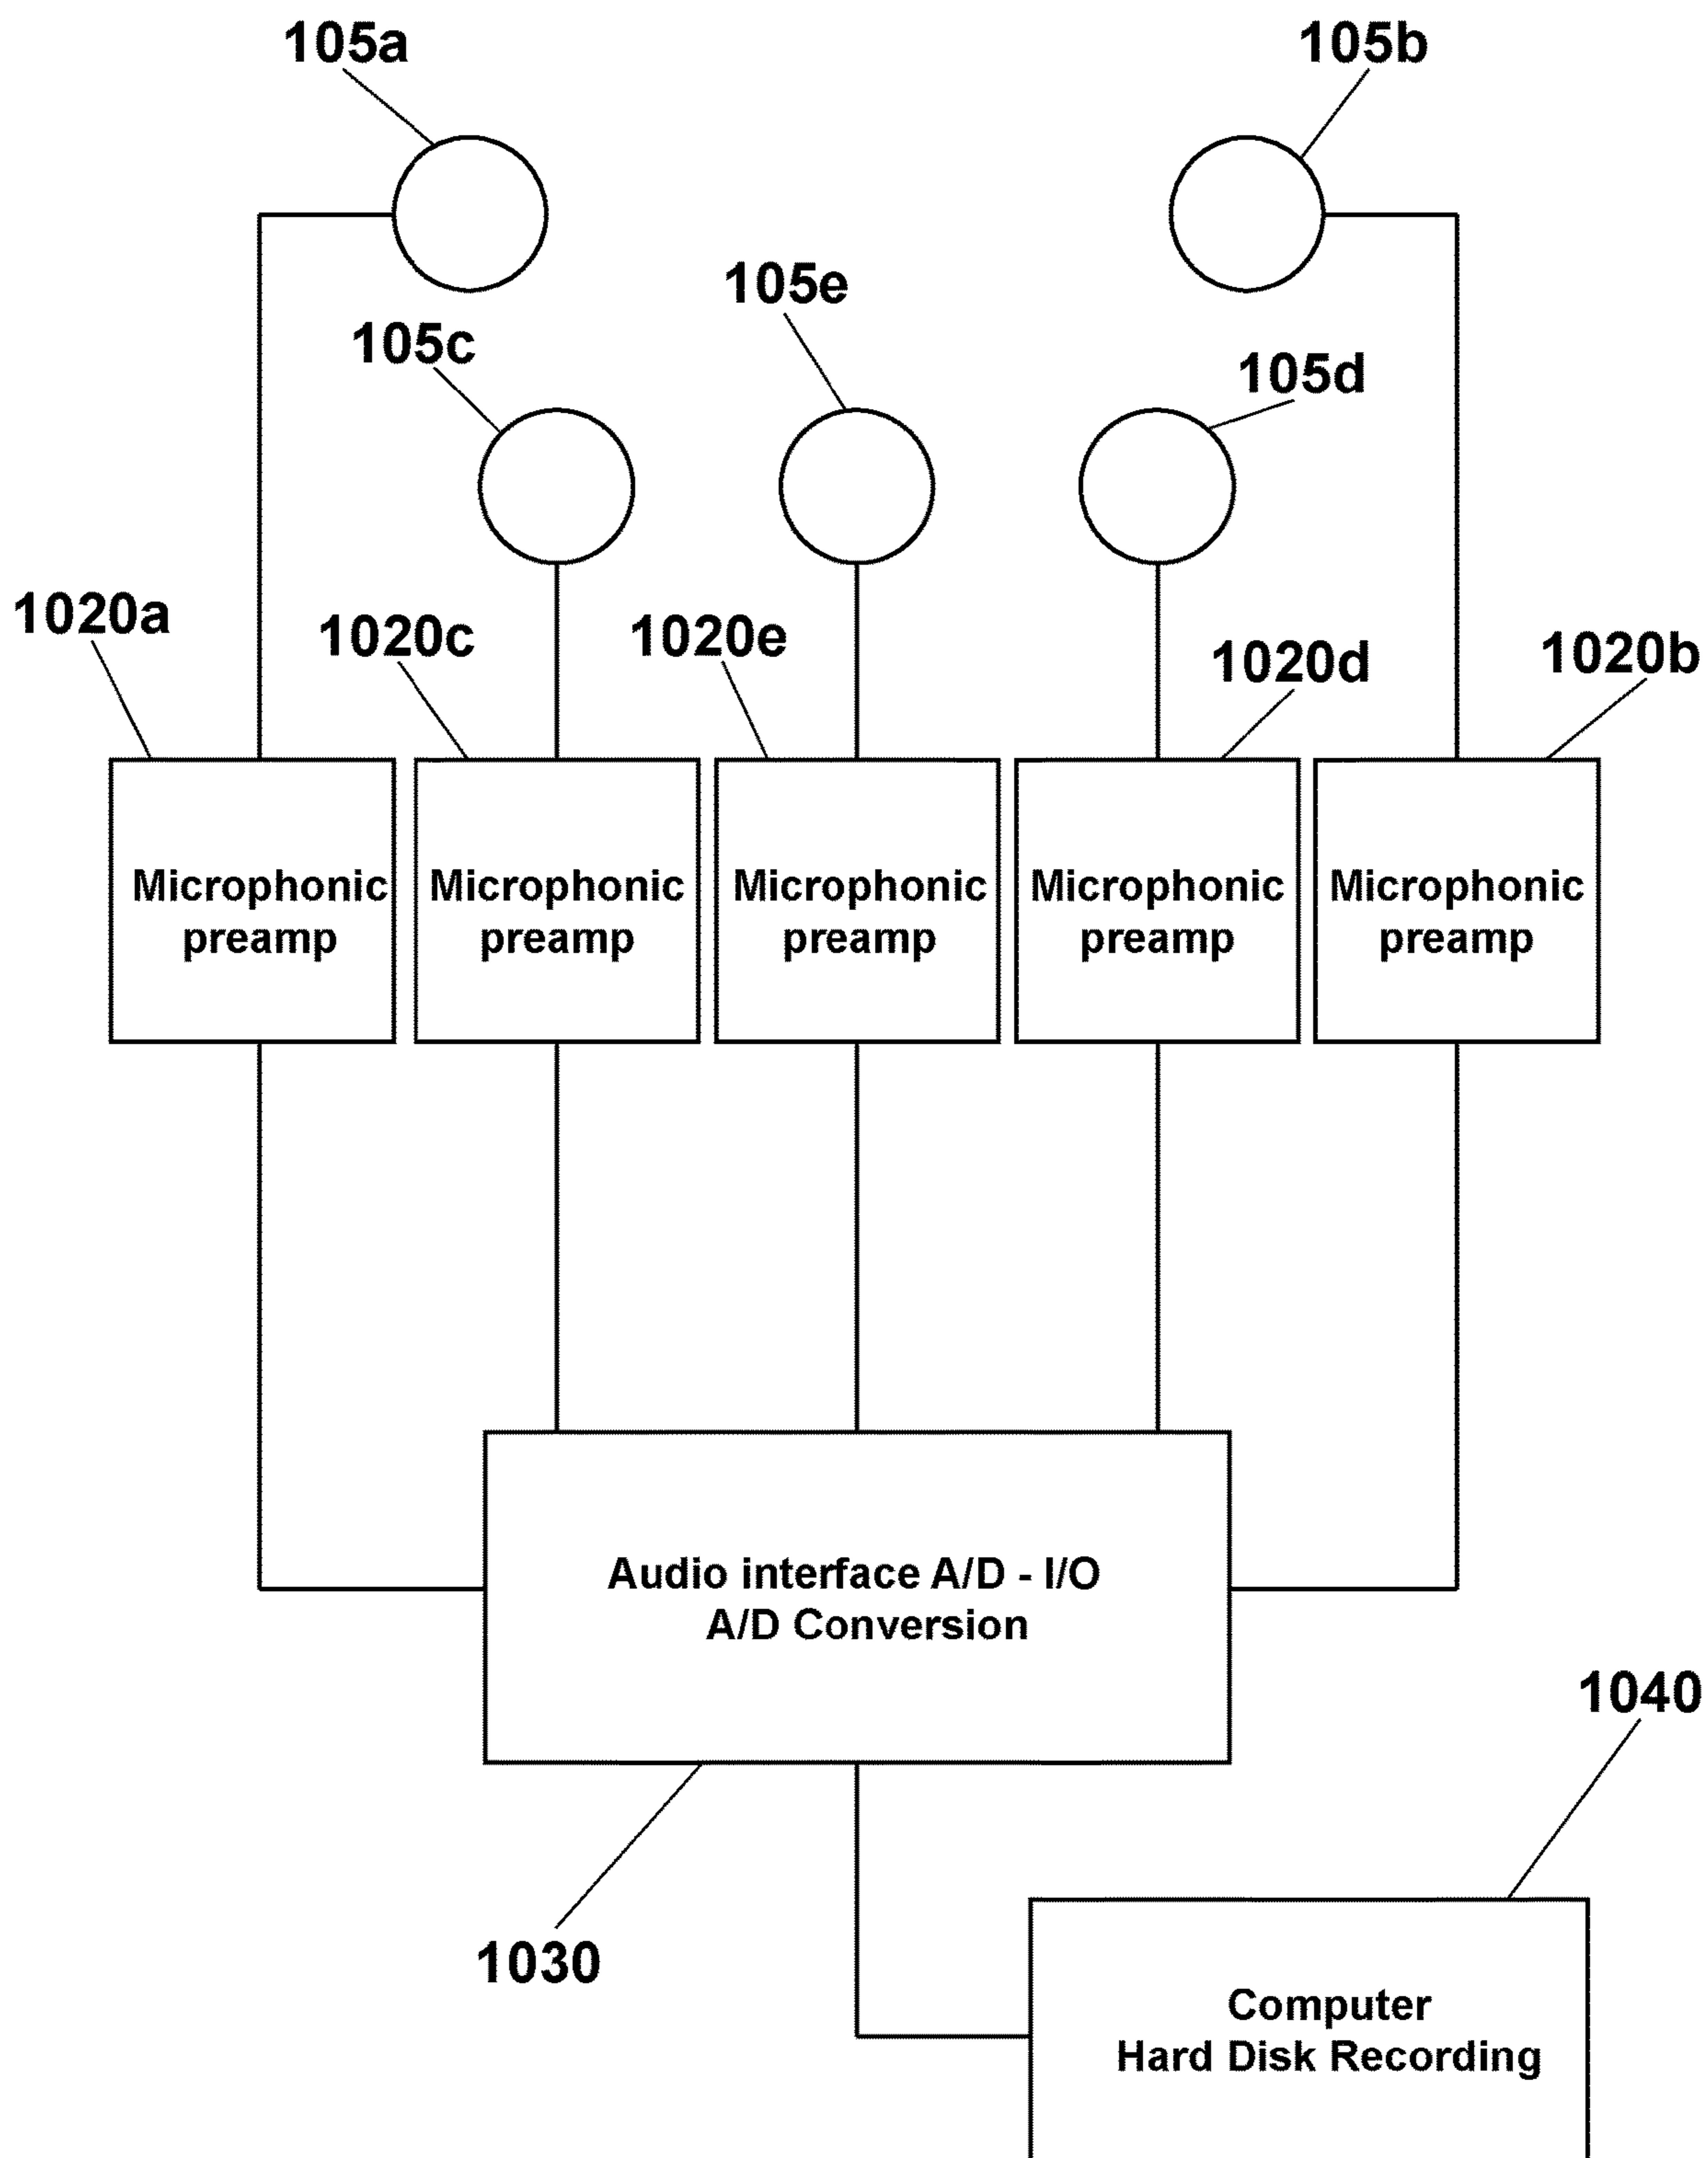 105a
105b
105e
105c
105d
1020a
1020c
1020e
1020d
1020b
Microphonic
preamp
Microphonic
preamp
Microphonic
preamp
Microphonic
preamp
Microphonic
preamp
Audio interface A/D - I/O
A/D Conversion
1040
1030
Computer
Hard Disk Recording